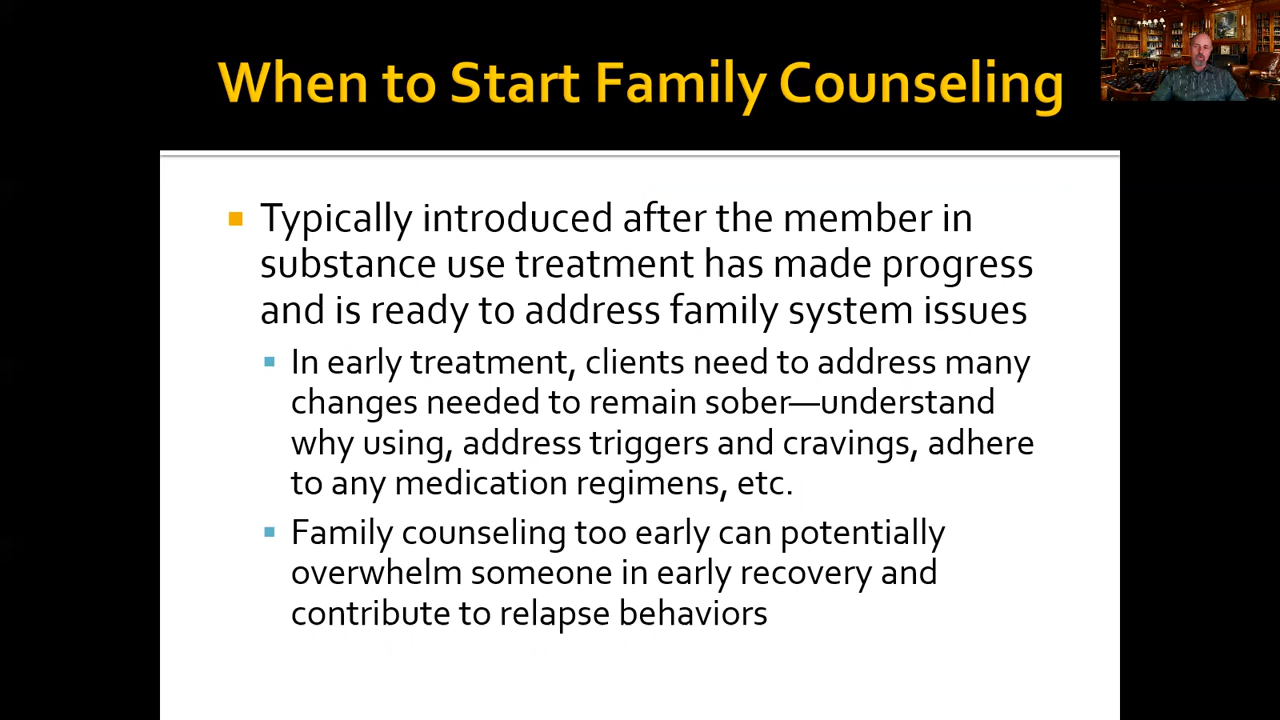 When to Start Family Counseling
Typically introduced after the member in
substance use treatment has made progress
and is ready to address family system issues
In early treatment, clients need to address many
changes needed to remain sober—understand
why using, address triggers and cravings, adhere
to any medication regimens, etc.
Family counseling too early can potentially
overwhelm someone in early recovery and
contribute to relapse behaviors